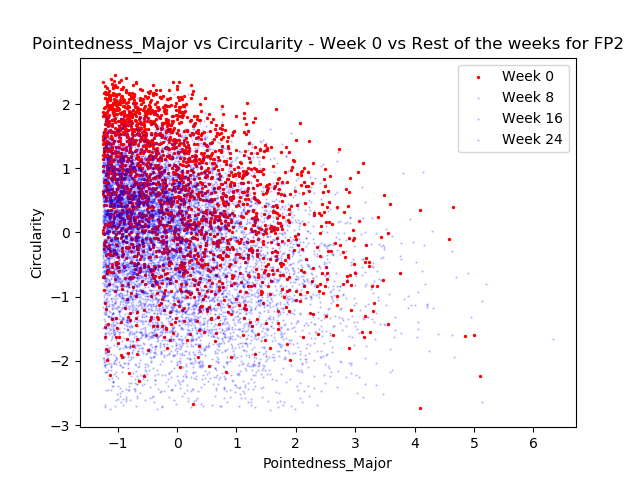 Pointedness_Major vs Circularity - Week 0 vs Rest of the weeks for FP2
Week 0
Week 8
Week 16
Week 24
2
1
0
−1
−2
−3
Circularity
−1 0 1 2 3 4 5 6
Pointedness_Major